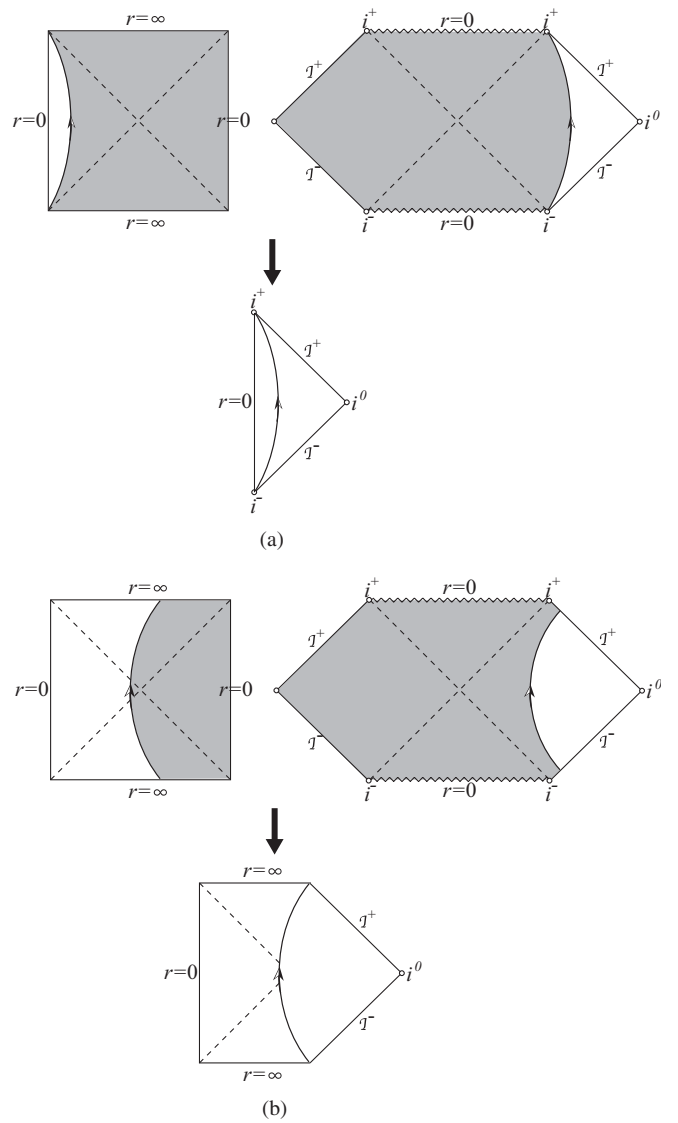 r=∞
i⁺ r=0 i⁺
ℐ⁺ ℐ⁺
r=0 r=0 i⁰
ℐ⁻ ℐ⁻
r=∞ i⁻ r=0 i⁻
i⁺
ℐ⁺
r=0 i⁰
ℐ⁻
i⁻
(a)
r=∞ i⁺ r=0 i⁺
ℐ⁺ ℐ⁺
r=0 r=0 i⁰
ℐ⁻ ℐ⁻
r=∞ i⁻ r=0 i⁻
r=∞
ℐ⁺
r=0 i⁰
ℐ⁻
r=∞
(b)